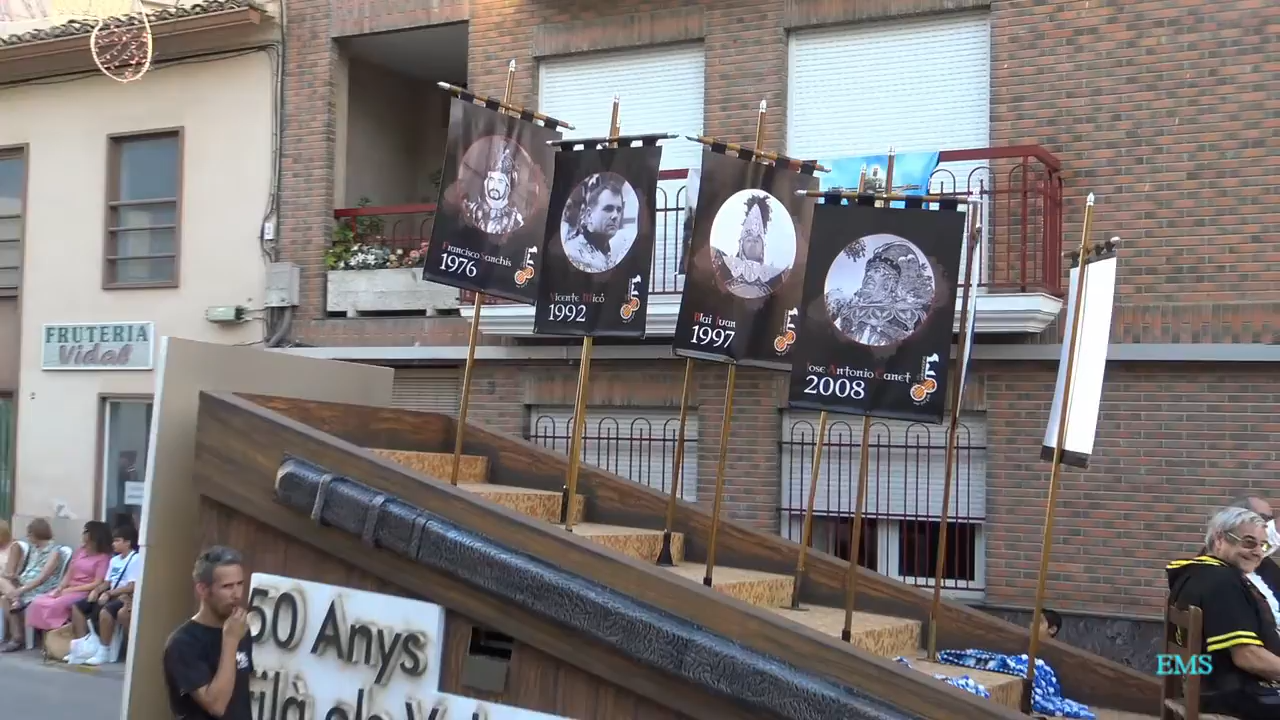 FRUTERIA
Vidal
Francisco Sanchis
1976
Vicente Micó
1992
Blai Juan
1997
Jose Antonio Canet
2008
50 Anys
EMS